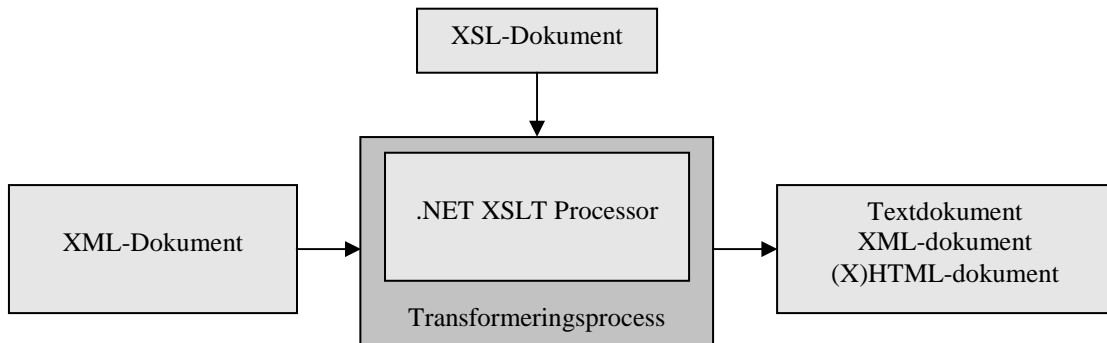 XSL-Dokument
.NET XSLT Processor
XML-Dokument
Textdokument
XML-dokument
(X)HTML-dokument
Transformeringsprocess